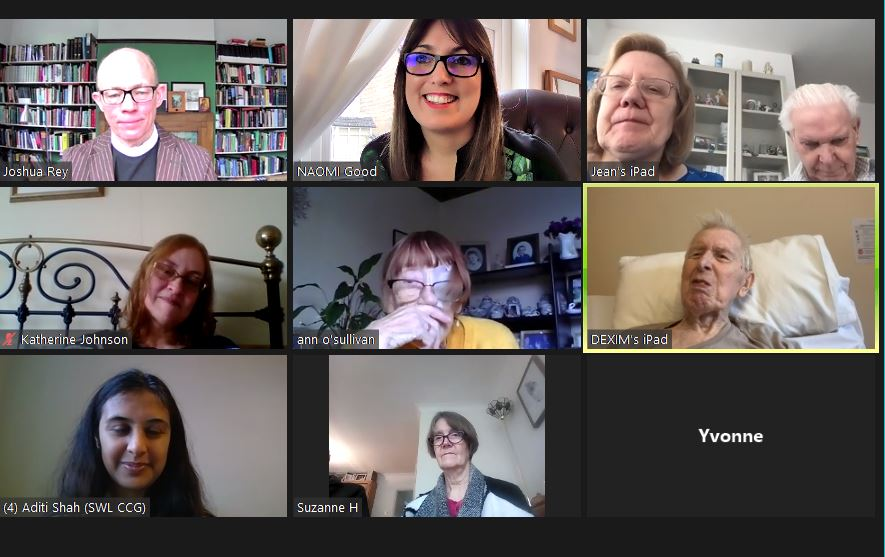 Joshua Rey
NAOMI Good
Jean's iPad
Katherine Johnson
ann o'sullivan
DEXIM's iPad
(4) Aditi Shah (SWL CCG)
Suzanne H
Yvonne